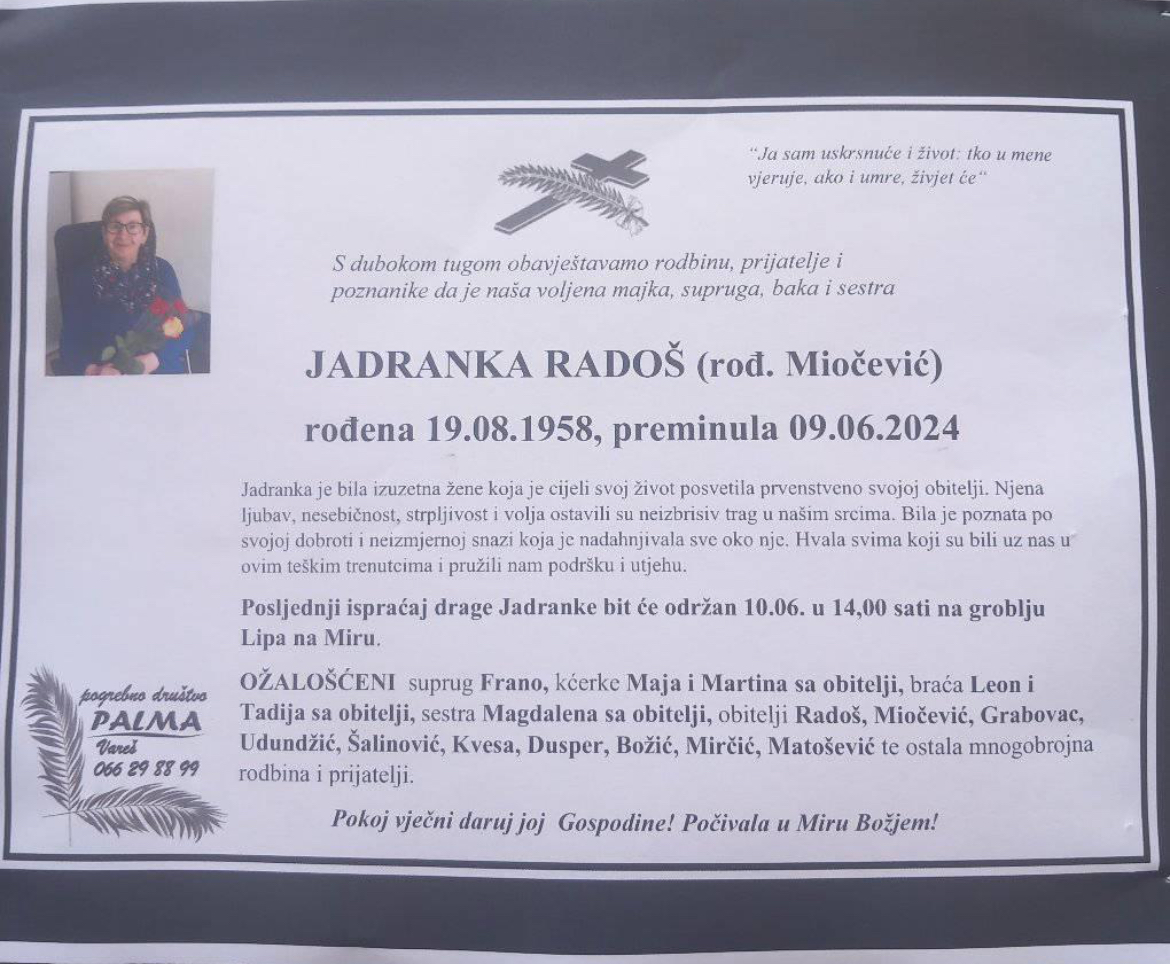 “Ja sam uskrsnuće i život: tko u mene
vjeruje, ako i umre, živjet će“
S dubokom tugom obavještavamo rodbinu, prijatelje i
poznanike da je naša voljena majka, supruga, baka i sestra
JADRANKA RADOŠ (rođ. Miočević)
rođena 19.08.1958, preminula 09.06.2024
Jadranka je bila izuzetna žene koja je cijeli svoj život posvetila prvenstveno svojoj obitelji. Njena
ljubav, nesebičnost, strpljivost i volja ostavili su neizbrisiv trag u našim srcima. Bila je poznata po
svojoj dobroti i neizmjernoj snazi koja je nadahnjivala sve oko nje. Hvala svima koji su bili uz nas u
ovim teškim trenutcima i pružili nam podršku i utjehu.
Posljednji ispraćaj drage Jadranke bit će održan 10.06. u 14,00 sati na groblju
Lipa na Miru.
OŽALOŠĆENI suprug Frano, kćerke Maja i Martina sa obitelji, braća Leon i
Tadija sa obitelji, sestra Magdalena sa obitelji, obitelji Radoš, Miočević, Grabovac,
Udundžić, Šalinović, Kvesa, Dusper, Božić, Mirčić, Matošević te ostala mnogobrojna
rodbina i prijatelji.
Pokoj vječni daruj joj Gospodine! Počivala u Miru Božjem!
pogrebno društvo
PALMA
Vareš
066 29 88 99